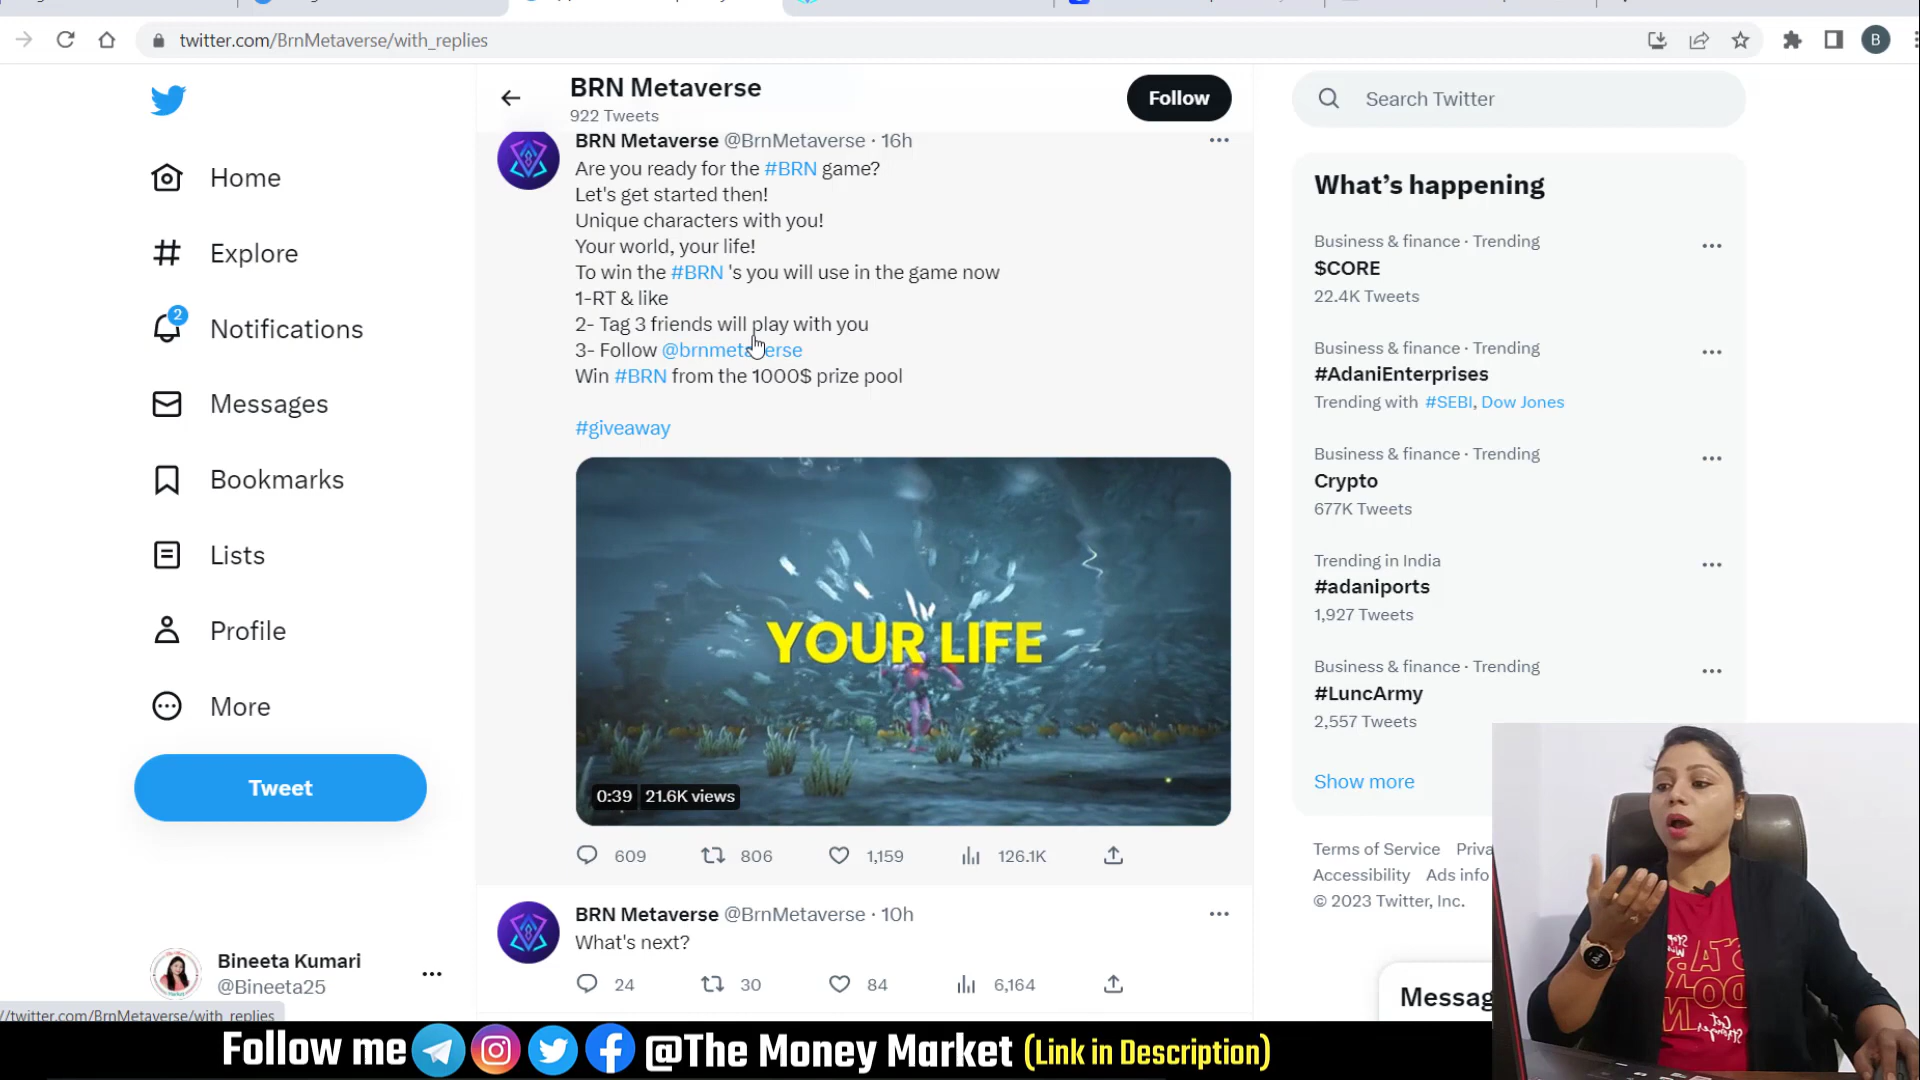 twitter.com/BrnMetaverse/with_replies
B
BRN Metaverse
922 Tweets
Follow
Search Twitter
Home
Explore
2
Notifications
Messages
Bookmarks
Lists
Profile
More
Tweet
Bineeta Kumari
@Bineeta25
//twitter.com/BrnMetaverse/with_replies
BRN Metaverse @BrnMetaverse · 16h
Are you ready for the #BRN game?
Let's get started then!
Unique characters with you!
Your world, your life!
To win the #BRN 's you will use in the game now
1-RT & like
2- Tag 3 friends will play with you
3- Follow @brnmetaverse
Win #BRN from the 1000$ prize pool
#giveaway
YOUR LIFE
0:39 21.6K views
609 806 1,159 126.1K
BRN Metaverse @BrnMetaverse · 10h
What's next?
24 30 84 6,164
What's happening
Business & finance · Trending
$CORE
22.4K Tweets
Business & finance · Trending
#AdaniEnterprises
Trending with #SEBI, Dow Jones
Business & finance · Trending
Crypto
677K Tweets
Trending in India
#adaniports
1,927 Tweets
Business & finance · Trending
#LuncArmy
2,557 Tweets
Show more
Terms of Service Priva
Accessibility Ads info
© 2023 Twitter, Inc.
Messag
Follow me @The Money Market (Link in Description)